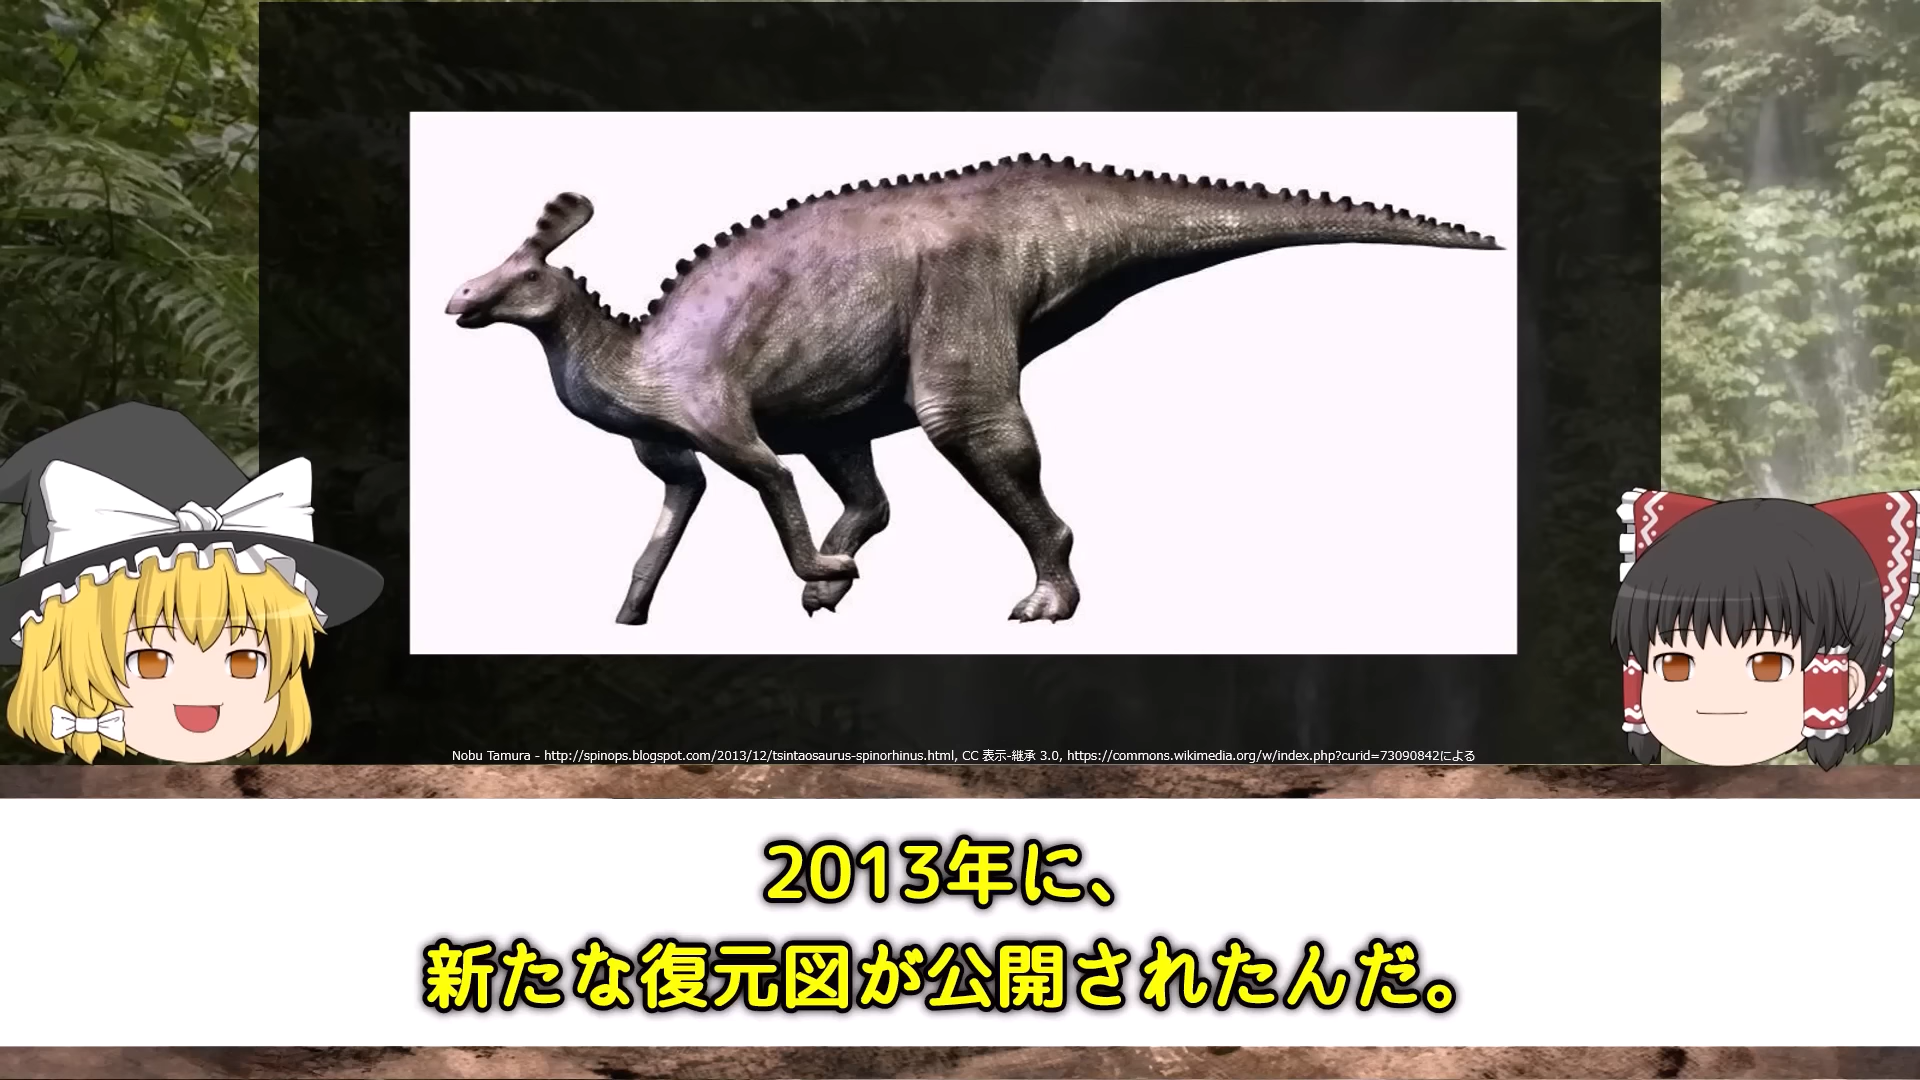 Nobu Tamura - http://spinops.blogspot.com/2013/12/tsintaosaurus-spinorhinus.html, CC 表示-継承 3.0, https://commons.wikimedia.org/w/index.php?curid=73090842による
2013年に、
新たな復元図が公開されたんだ。